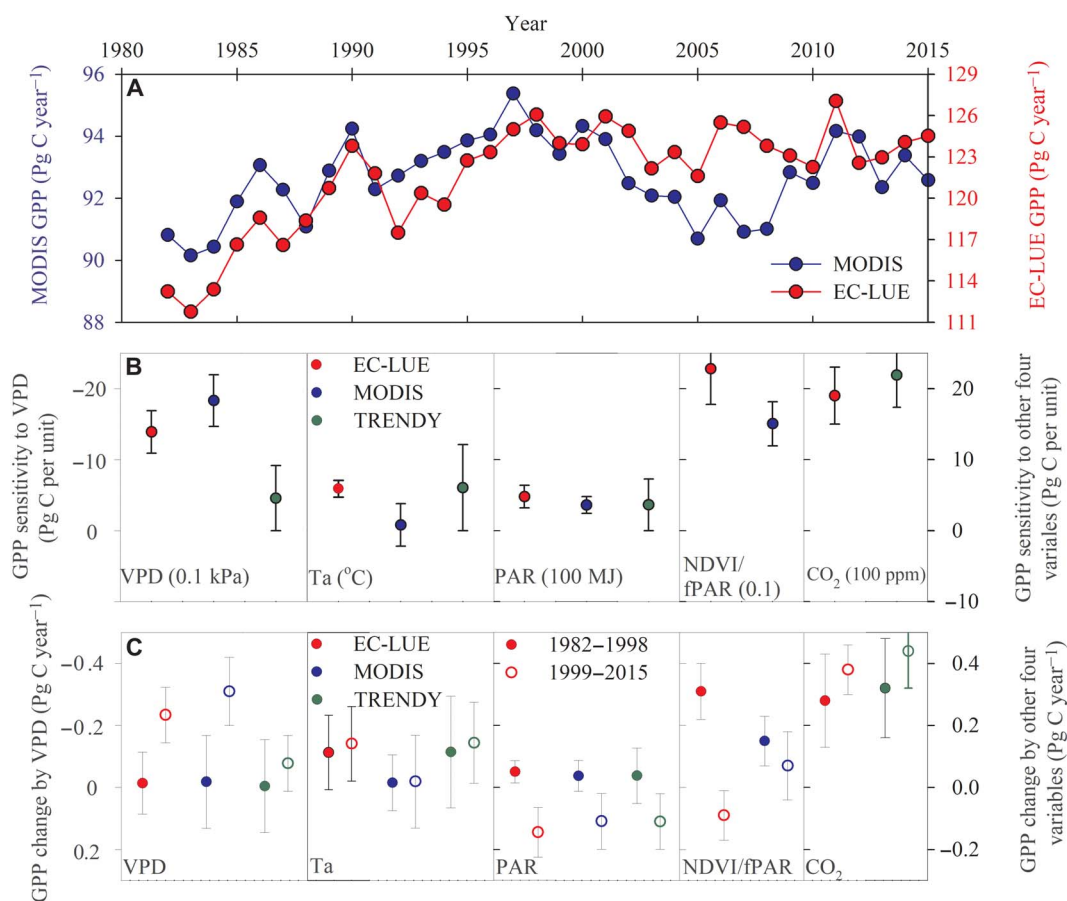 Year
1980 1985 1990 1995 2000 2005 2010 2015
A
MODIS GPP (Pg C year⁻¹)
96
94
92
90
88
EC-LUE GPP (Pg C year⁻¹)
129
126
123
120
117
114
111
MODIS
EC-LUE
B
GPP sensitivity to VPD
(Pg C per unit)
−20
−10
0
EC-LUE
MODIS
TRENDY
GPP sensitivity to other four
variales (Pg C per unit)
20
10
0
−10
VPD (0.1 kPa)
Ta (°C)
PAR (100 MJ)
NDVI/
fPAR (0.1)
CO₂ (100 ppm)
C
GPP change by VPD (Pg C year⁻¹)
−0.4
−0.2
0
0.2
EC-LUE
MODIS
TRENDY
1982−1998
1999−2015
GPP change by other four
variables (Pg C year⁻¹)
0.4
0.2
0.0
−0.2
VPD
Ta
PAR
NDVI/fPAR
CO₂